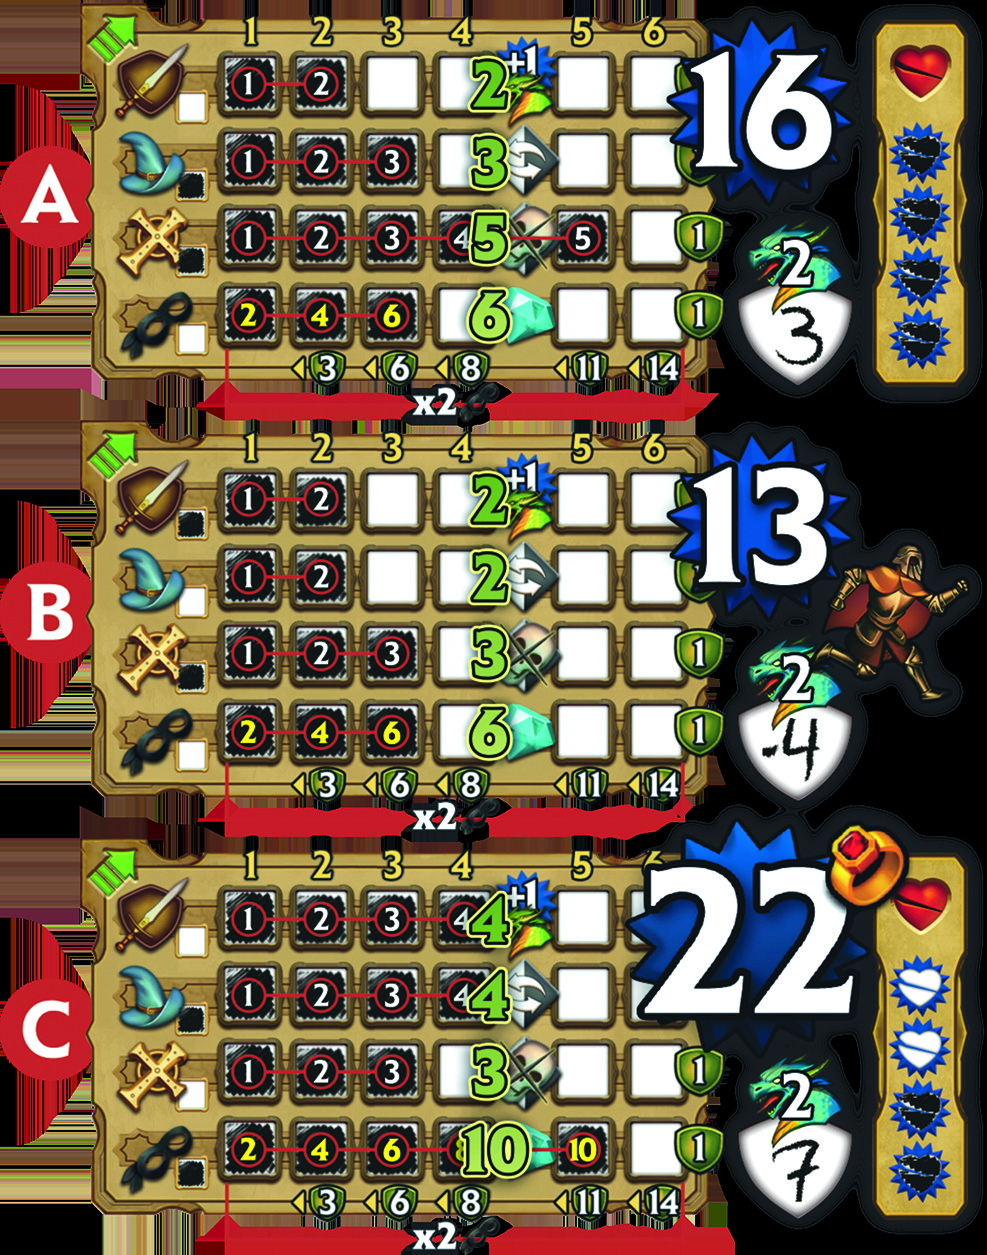 1 2 3 4 5 6
1 2 2 +1
16
1 2 3 3
A
1 2 3 4 5 5 1
2
2 4 6 6 1
3
3 6 8 11 14
x2
1 2 3 4 5 6
1 2 2 +1
13
1 2 2
B
1 2 3 3 1
2
2 4 6 6 1
-4
3 6 8 11 14
x2
1 2 3 4 5 6
1 2 3 4 4 +1
22
1 2 3 4 4
C
1 2 3 3 1
2
2 4 6 10 10 1
7
3 6 8 11 14
x2